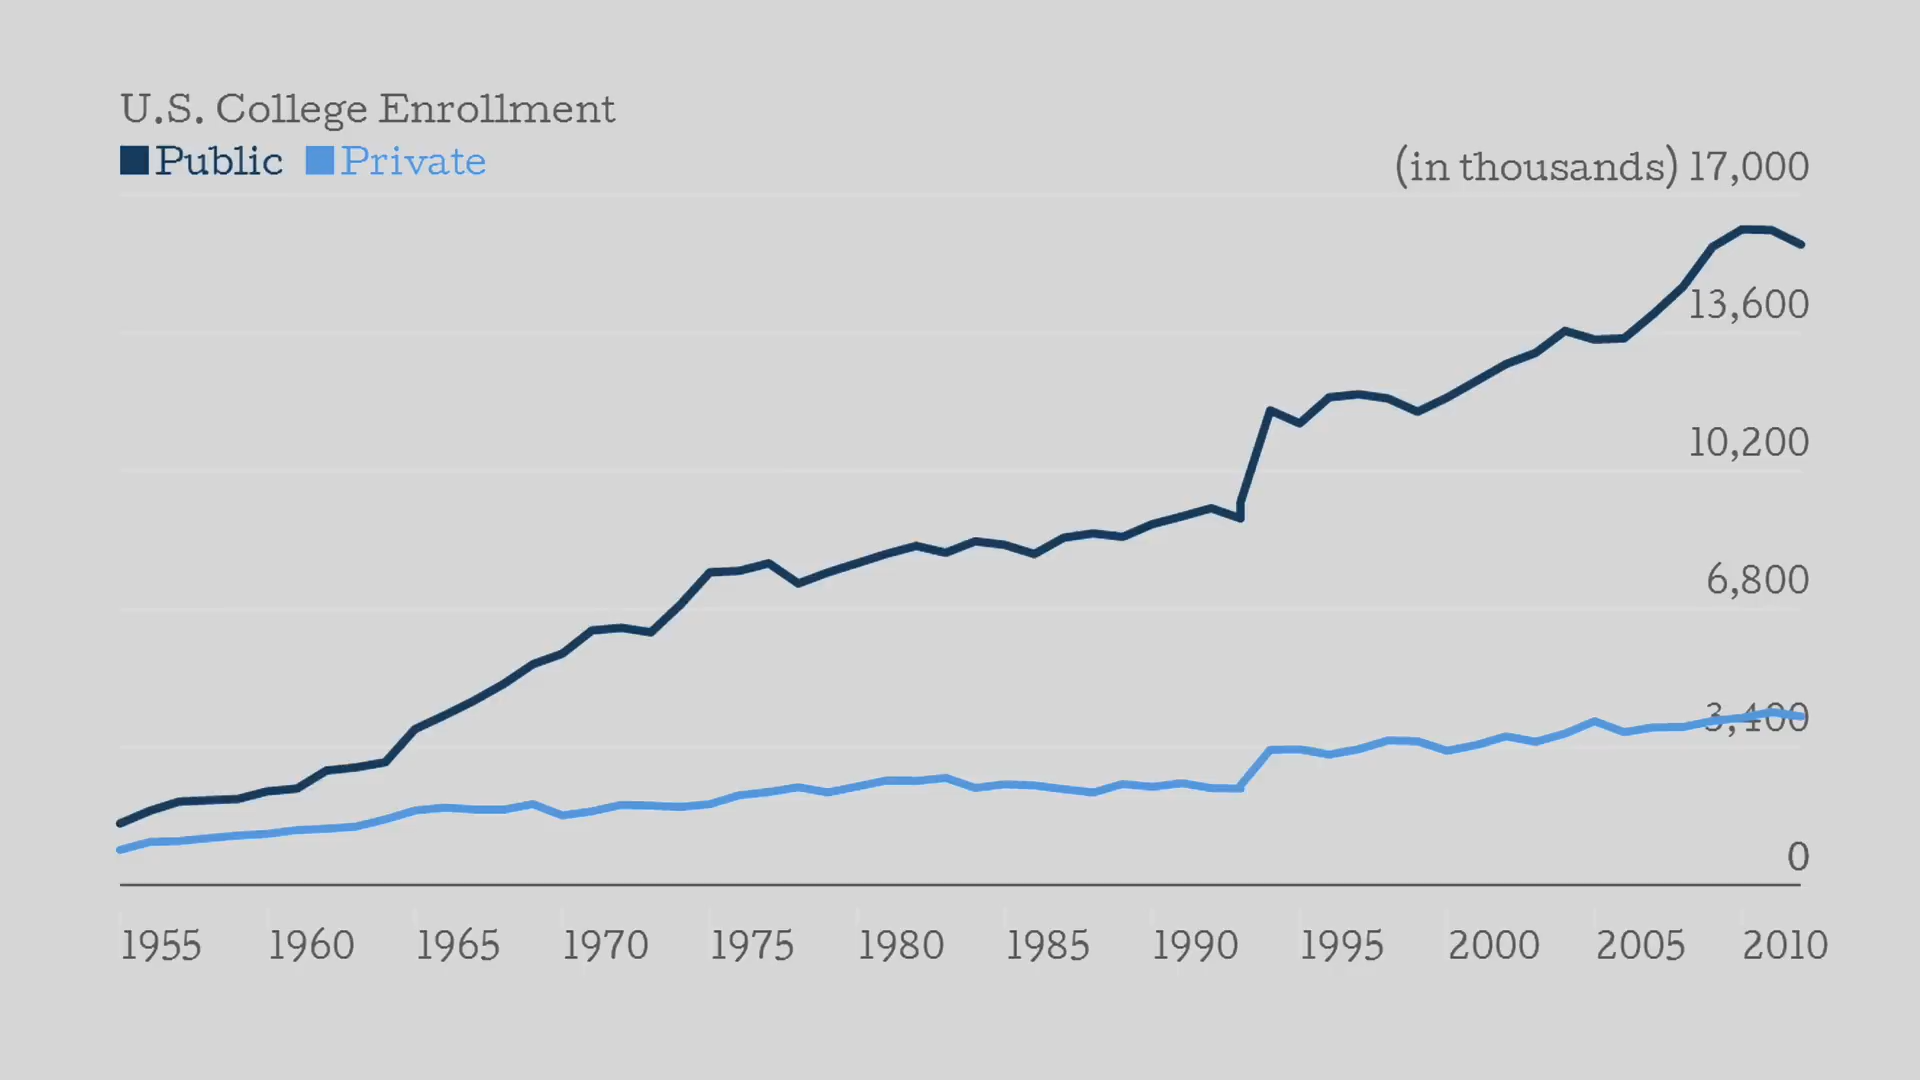 U.S. College Enrollment
Public Private
(in thousands) 17,000
13,600
10,200
6,800
3,400
0
1955 1960 1965 1970 1975 1980 1985 1990 1995 2000 2005 2010